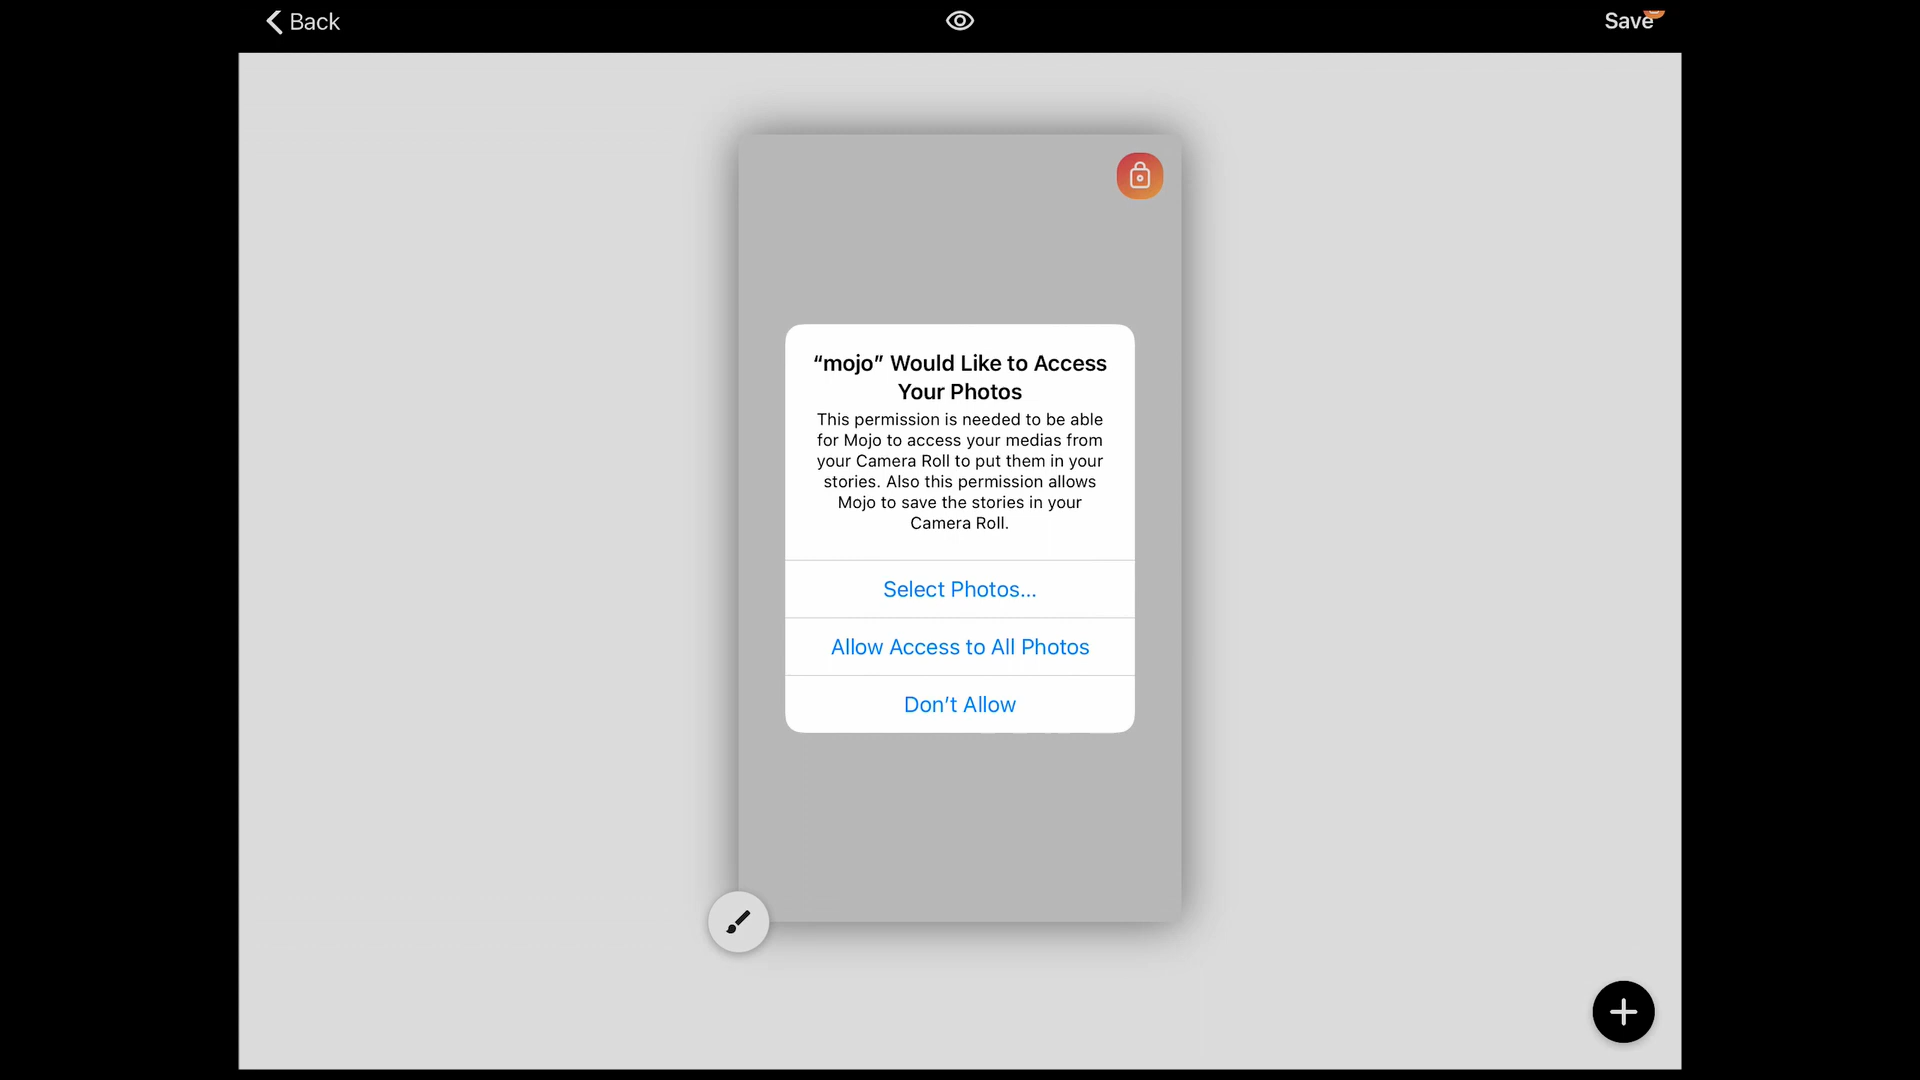 Back
Save
“mojo” Would Like to Access
Your Photos
This permission is needed to be able
for Mojo to access your medias from
your Camera Roll to put them in your
stories. Also this permission allows
Mojo to save the stories in your
Camera Roll.
Select Photos...
Allow Access to All Photos
Don’t Allow